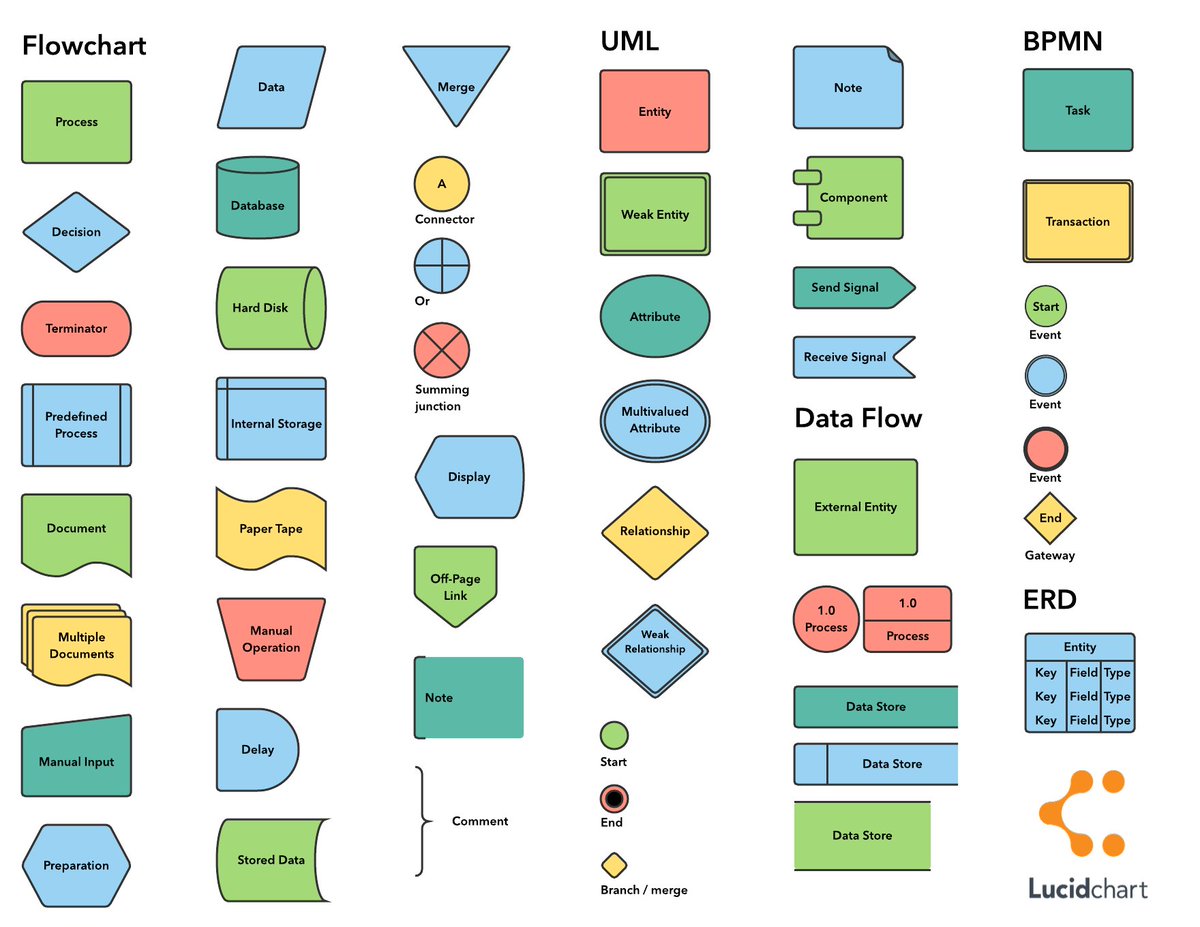 Flowchart
Process
Decision
Terminator
Predefined
Process
Document
Multiple
Documents
Manual Input
Preparation
Data
Database
Hard Disk
Internal Storage
Paper Tape
Manual
Operation
Delay
Stored Data
Merge
A
Connector
Or
Summing
junction
Display
Off-Page
Link
Note
Comment
UML
Entity
Weak Entity
Attribute
Multivalued
Attribute
Relationship
Weak
Relationship
Start
End
Branch / merge
Note
Component
Send Signal
Receive Signal
Data Flow
External Entity
1.0
Process
1.0
Process
Data Store
Data Store
Data Store
BPMN
Task
Transaction
Start
Event
Event
Event
End
Gateway
ERD
Entity
Key Field Type
Key Field Type
Key Field Type
Lucidchart